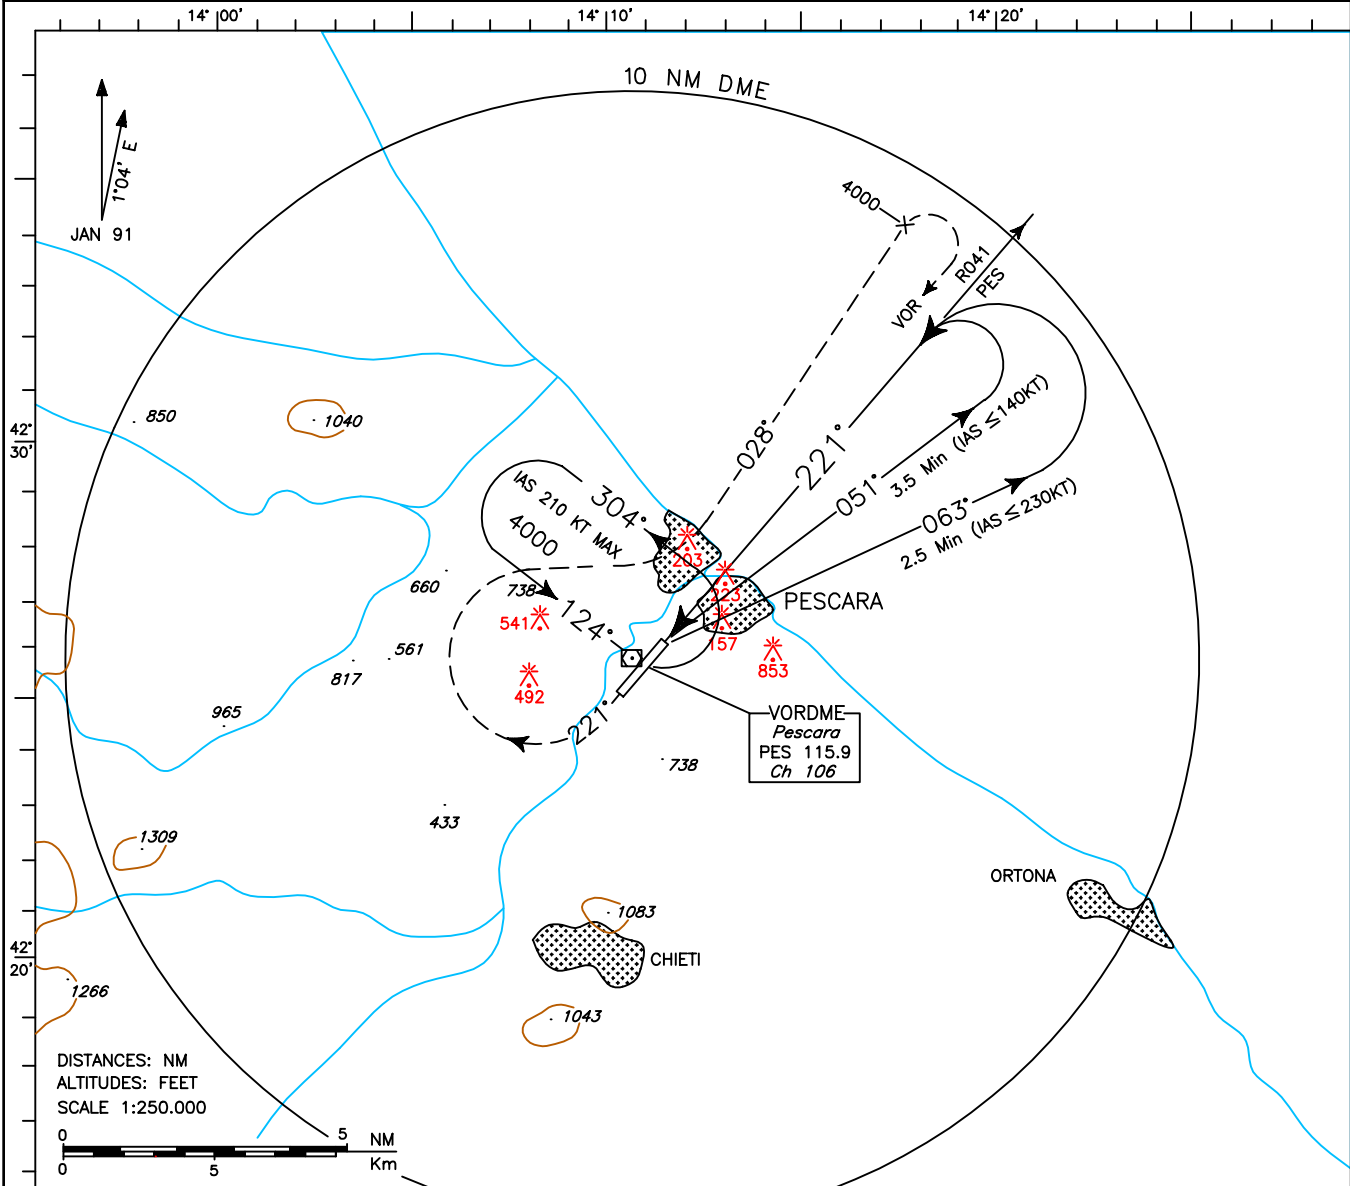 14°00'
14°10'
14°20'
10 NM DME
1°04' E
JAN 91
4000
R041
PES
VOR
850
1040
42°
30'
028°
221°
051°
3.5 Min (IAS ≤140KT)
063°
2.5 Min (IAS ≤230KT)
304°
IAS 210 KT MAX
4000
203
660
738
223
PESCARA
541
124°
157
561
853
817
492
965
221°
VORDME
Pescara
PES 115.9
Ch 106
738
433
1309
ORTONA
1083
42°
20'
CHIETI
1266
1043
DISTANCES: NM
ALTITUDES: FEET
SCALE 1:250.000
0 5 NM
0 5 Km